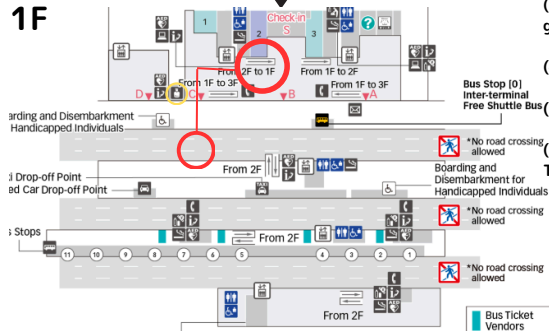 1F
1
2
3
Check-in
S
?
From 2F to 1F
From 1F to 2F
From 1F to 3F
From 1F to 3F
D
C
B
A
Bus Stop [0]
Inter-terminal
Free Shuttle Bus
arding and Disembarkment
Handicapped Individuals
*No road crossing
allowed
From 2F
i Drop-off Point
ed Car Drop-off Point
Boarding and
Disembarkment for
Handicapped Individuals
*No road crossing
allowed
s Stops
From 2F
11
10
9
8
7
6
5
4
3
2
1
*No road crossing
allowed
From 2F
Bus Ticket
Vendors